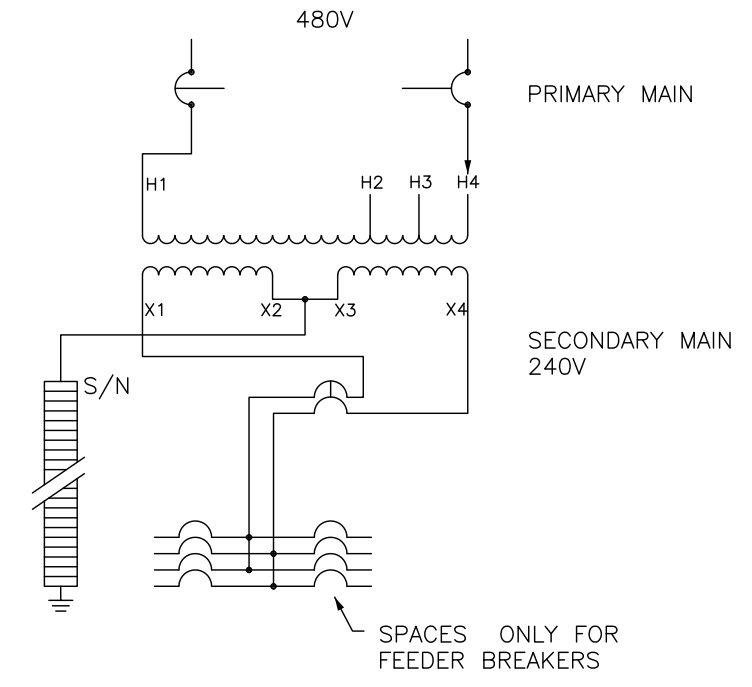 480V
PRIMARY MAIN
H1
H2
H3
H4
X1
X2
X3
X4
SECONDARY MAIN
240V
S/N
SPACES ONLY FOR
FEEDER BREAKERS